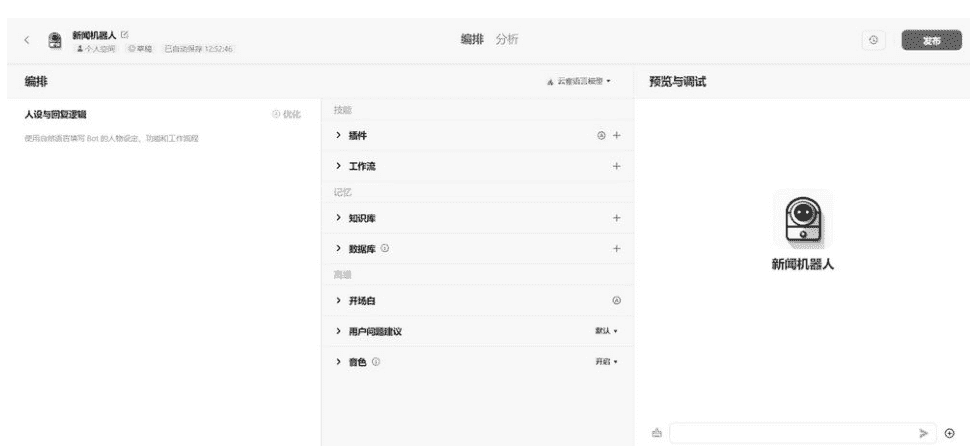 新闻机器人
个人空间 草稿 已自动保存 12:52:46
编排 分析
发布
编排
云雀语言模型
预览与调试
人设与回复逻辑
优化
使用自然语言填写 Bot 的人物设定、功能和工作流程
技能
插件
工作流
记忆
知识库
数据库
高级
开场白
用户问题建议
默认
音色
开启
新闻机器人